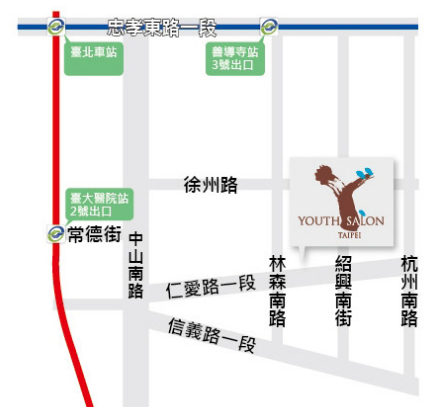 忠孝東路一段
臺北車站
善導寺站
3號出口
徐州路
臺大醫院站
2號出口
常德街
YOUTH SALON
TAIPEI
中山南路
仁愛路一段
林森南路
紹興南街
杭州南路
信義路一段